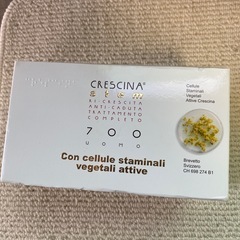 CRESCINA®
stem
RI-CRESCITA
ANTI-CADUTA
TRATTAMENTO
COMPLETO
700
UOMO
Con cellule staminali
vegetali attive
Cellule
Staminali
Vegetali
Attive Crescina
Brevetto
Svizzero
CH 698 274 B1